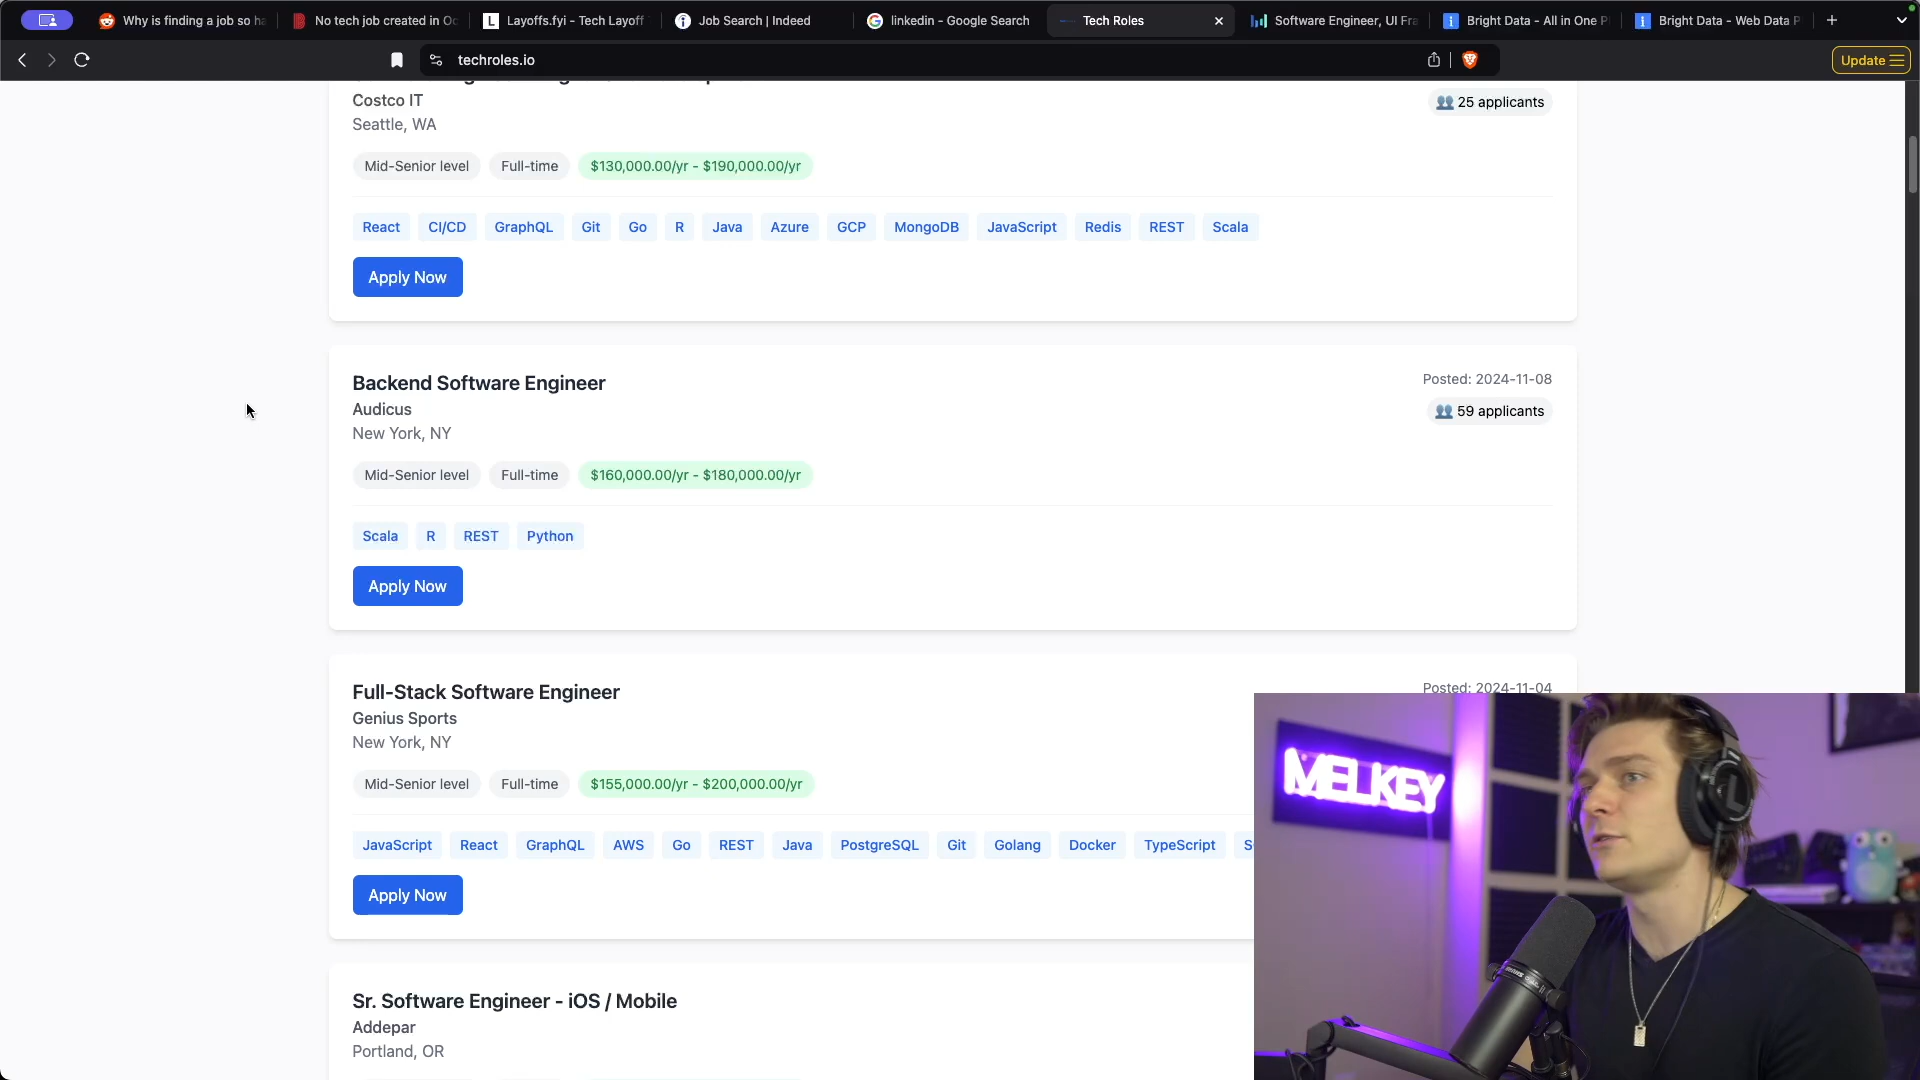 Why is finding a job so ha
No tech job created in Oc
Layoffs.fyi - Tech Layoff
Job Search | Indeed
linkedin - Google Search
Tech Roles
Software Engineer, UI Fra
Bright Data - All in One P
Bright Data - Web Data P
techroles.io
Update
Costco IT
25 applicants
Seattle, WA
Mid-Senior level
Full-time
$130,000.00/yr - $190,000.00/yr
React
CI/CD
GraphQL
Git
Go
R
Java
Azure
GCP
MongoDB
JavaScript
Redis
REST
Scala
Apply Now
Backend Software Engineer
Posted: 2024-11-08
Audicus
59 applicants
New York, NY
Mid-Senior level
Full-time
$160,000.00/yr - $180,000.00/yr
Scala
R
REST
Python
Apply Now
Full-Stack Software Engineer
Posted: 2024-11-04
Genius Sports
New York, NY
Mid-Senior level
Full-time
$155,000.00/yr - $200,000.00/yr
MELKEY
JavaScript
React
GraphQL
AWS
Go
REST
Java
PostgreSQL
Git
Golang
Docker
TypeScript
S
Apply Now
Sr. Software Engineer - iOS / Mobile
Addepar
Portland, OR